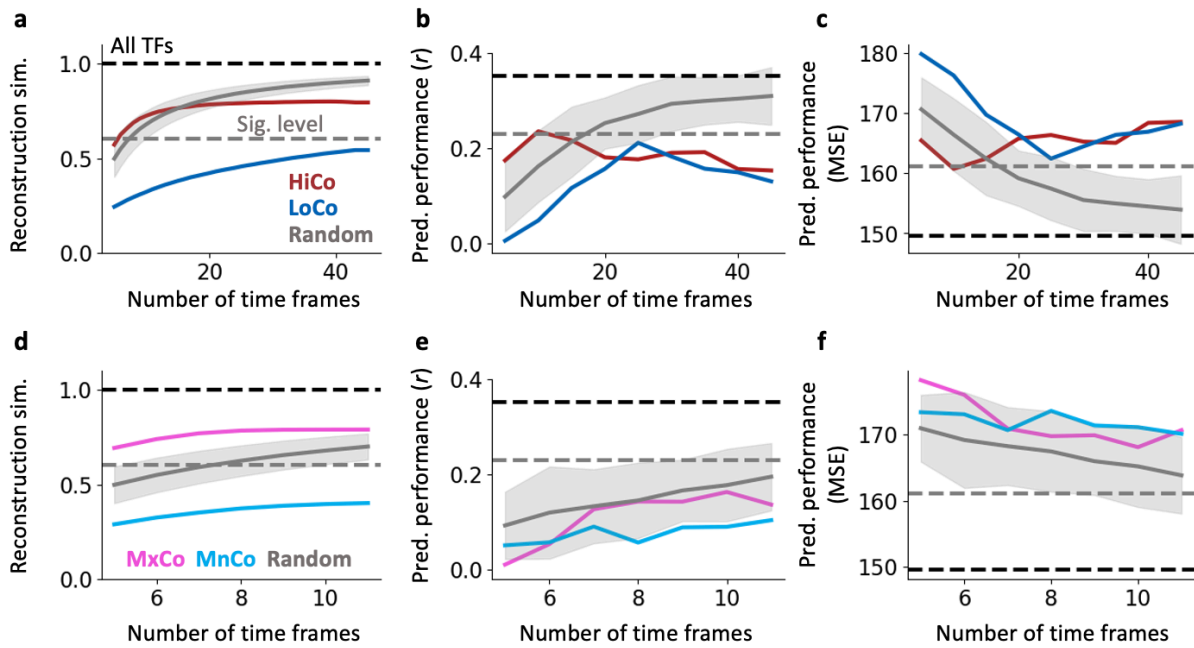 a
All TFs
1.0
0.5
0.0
Reconstruction sim.
Sig. level
HiCo
LoCo
Random
20
40
Number of time frames
b
0.4
0.2
0.0
Pred. performance (r)
20
40
Number of time frames
c
180
170
160
150
Pred. performance
(MSE)
20
40
Number of time frames
d
1.0
0.5
0.0
Reconstruction sim.
MxCo MnCo Random
6
8
10
Number of time frames
e
0.4
0.2
0.0
Pred. performance (r)
6
8
10
Number of time frames
f
170
160
150
Pred. performance
(MSE)
6
8
10
Number of time frames